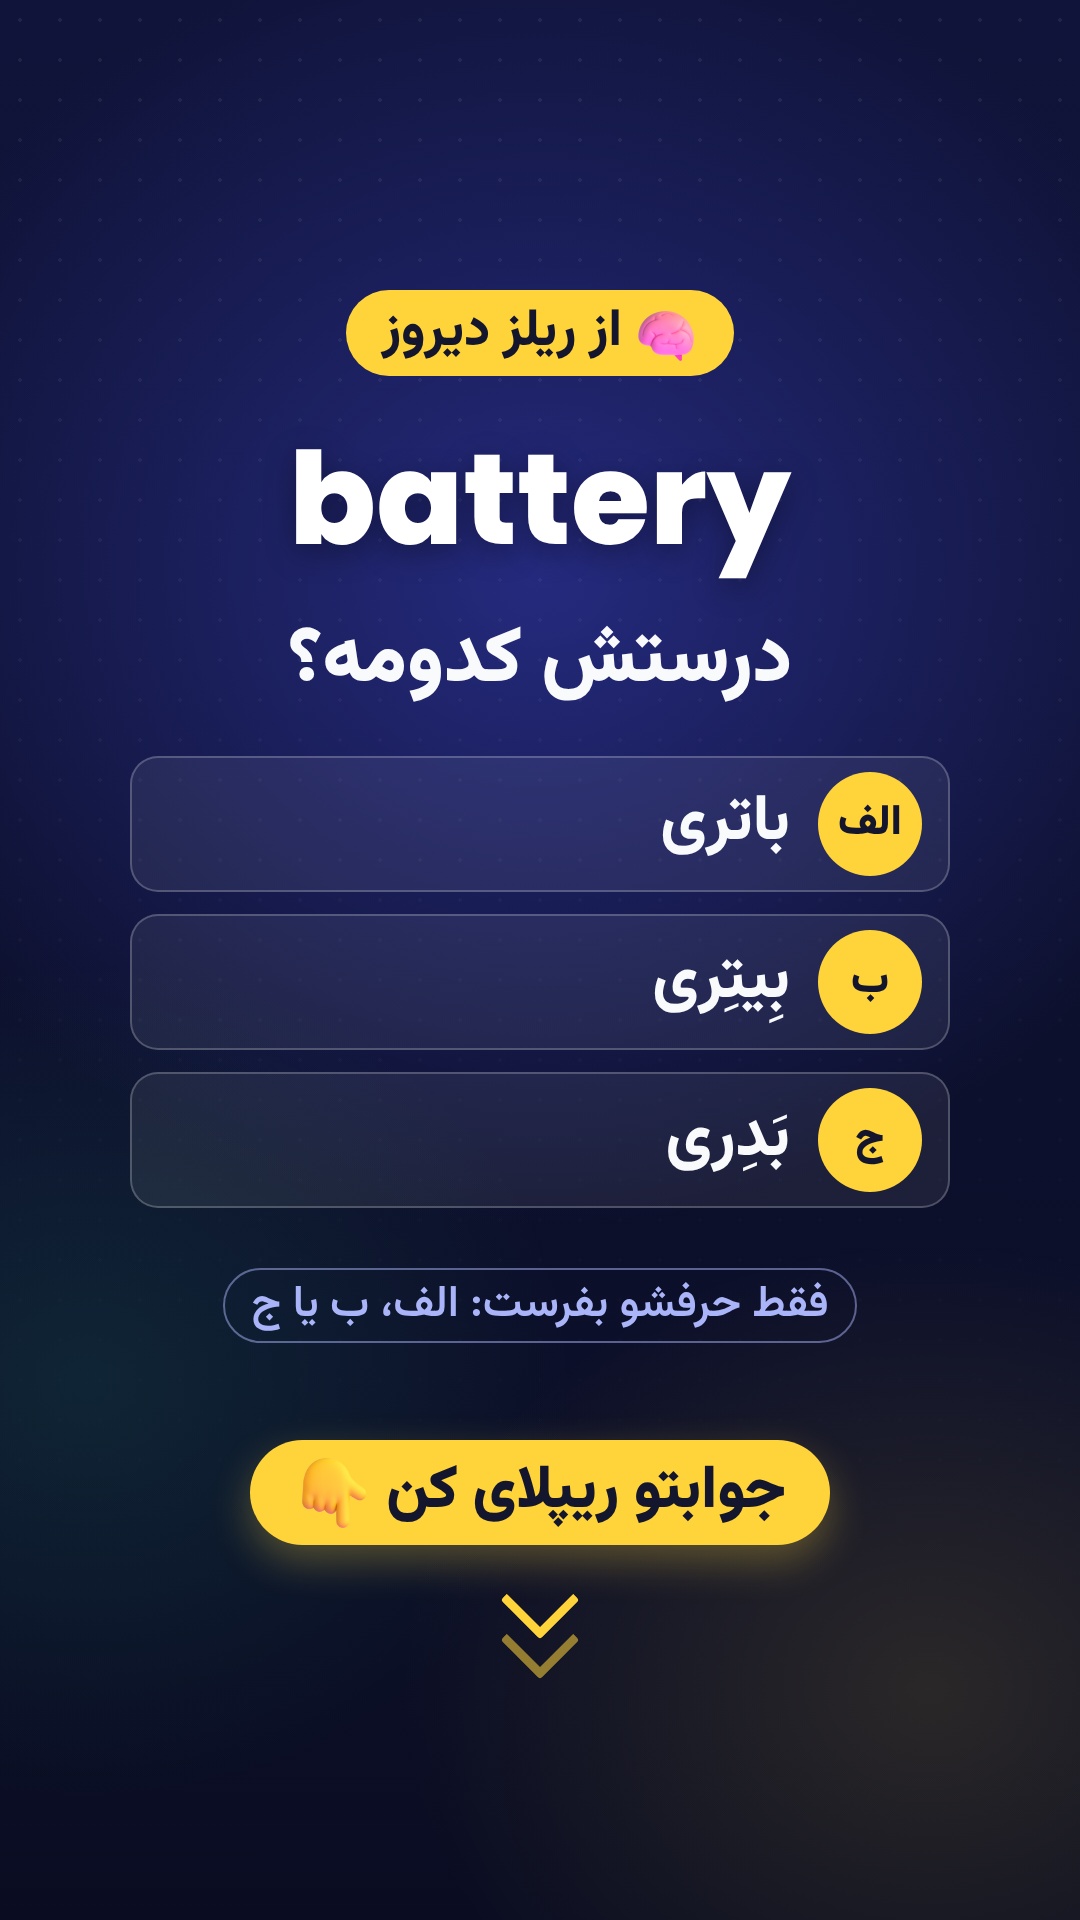 🧠 از ریلز دیروز
battery
درستش کدومه؟
الف باتری
ب بِیتِری
ج بَدِری
فقط حرفشو بفرست: الف، ب یا ج
جوابتو ریپلای کن 👇